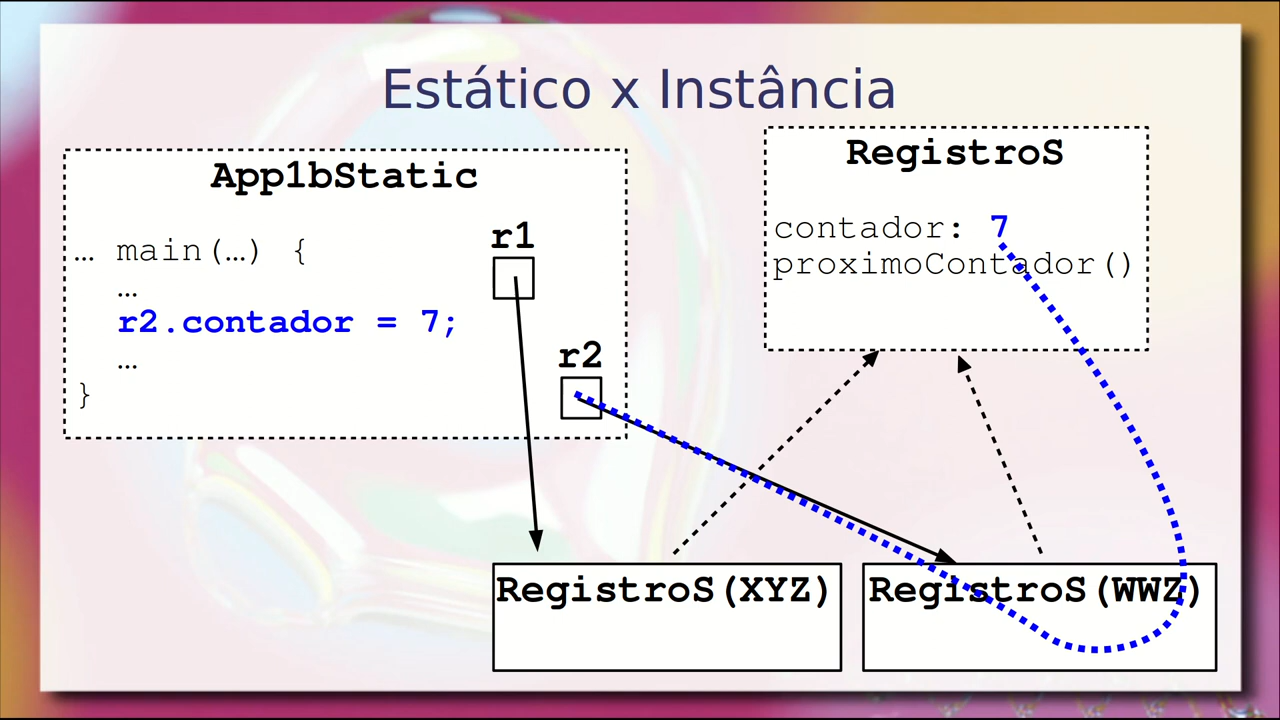 Estático x Instância
App1bStatic
… main(…) {
…
r2.contador = 7;
…
}
r1
r2
RegistroS
contador: 7
proximoContador()
RegistroS(XYZ)
RegistroS(WWZ)